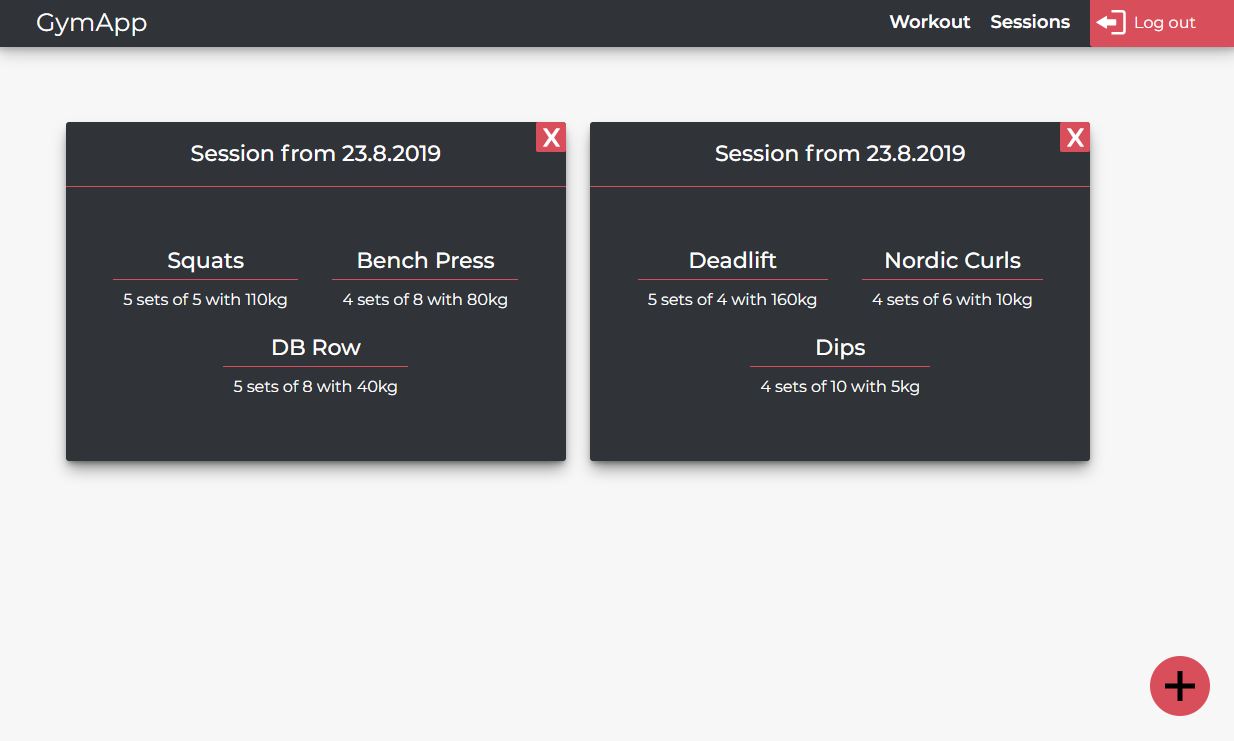 GymApp
Workout
Sessions
Log out
Session from 23.8.2019
X
Squats
5 sets of 5 with 110kg
Bench Press
4 sets of 8 with 80kg
DB Row
5 sets of 8 with 40kg
Session from 23.8.2019
X
Deadlift
5 sets of 4 with 160kg
Nordic Curls
4 sets of 6 with 10kg
Dips
4 sets of 10 with 5kg
+